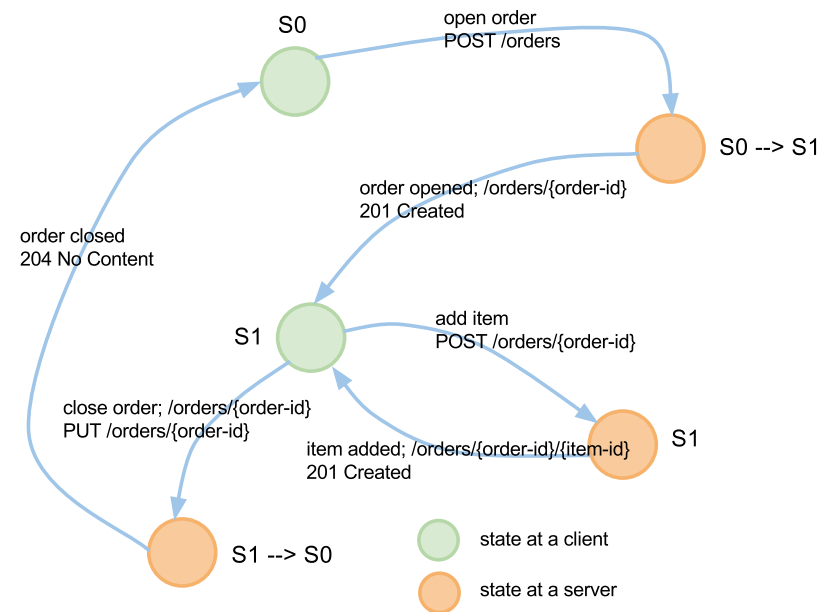 S0
open order
POST /orders
S0 --> S1
order opened; /orders/{order-id}
201 Created
order closed
204 No Content
S1
add item
POST /orders/{order-id}
close order; /orders/{order-id}
PUT /orders/{order-id}
item added; /orders/{order-id}/{item-id}
201 Created
S1
S1 --> S0
state at a client
state at a server